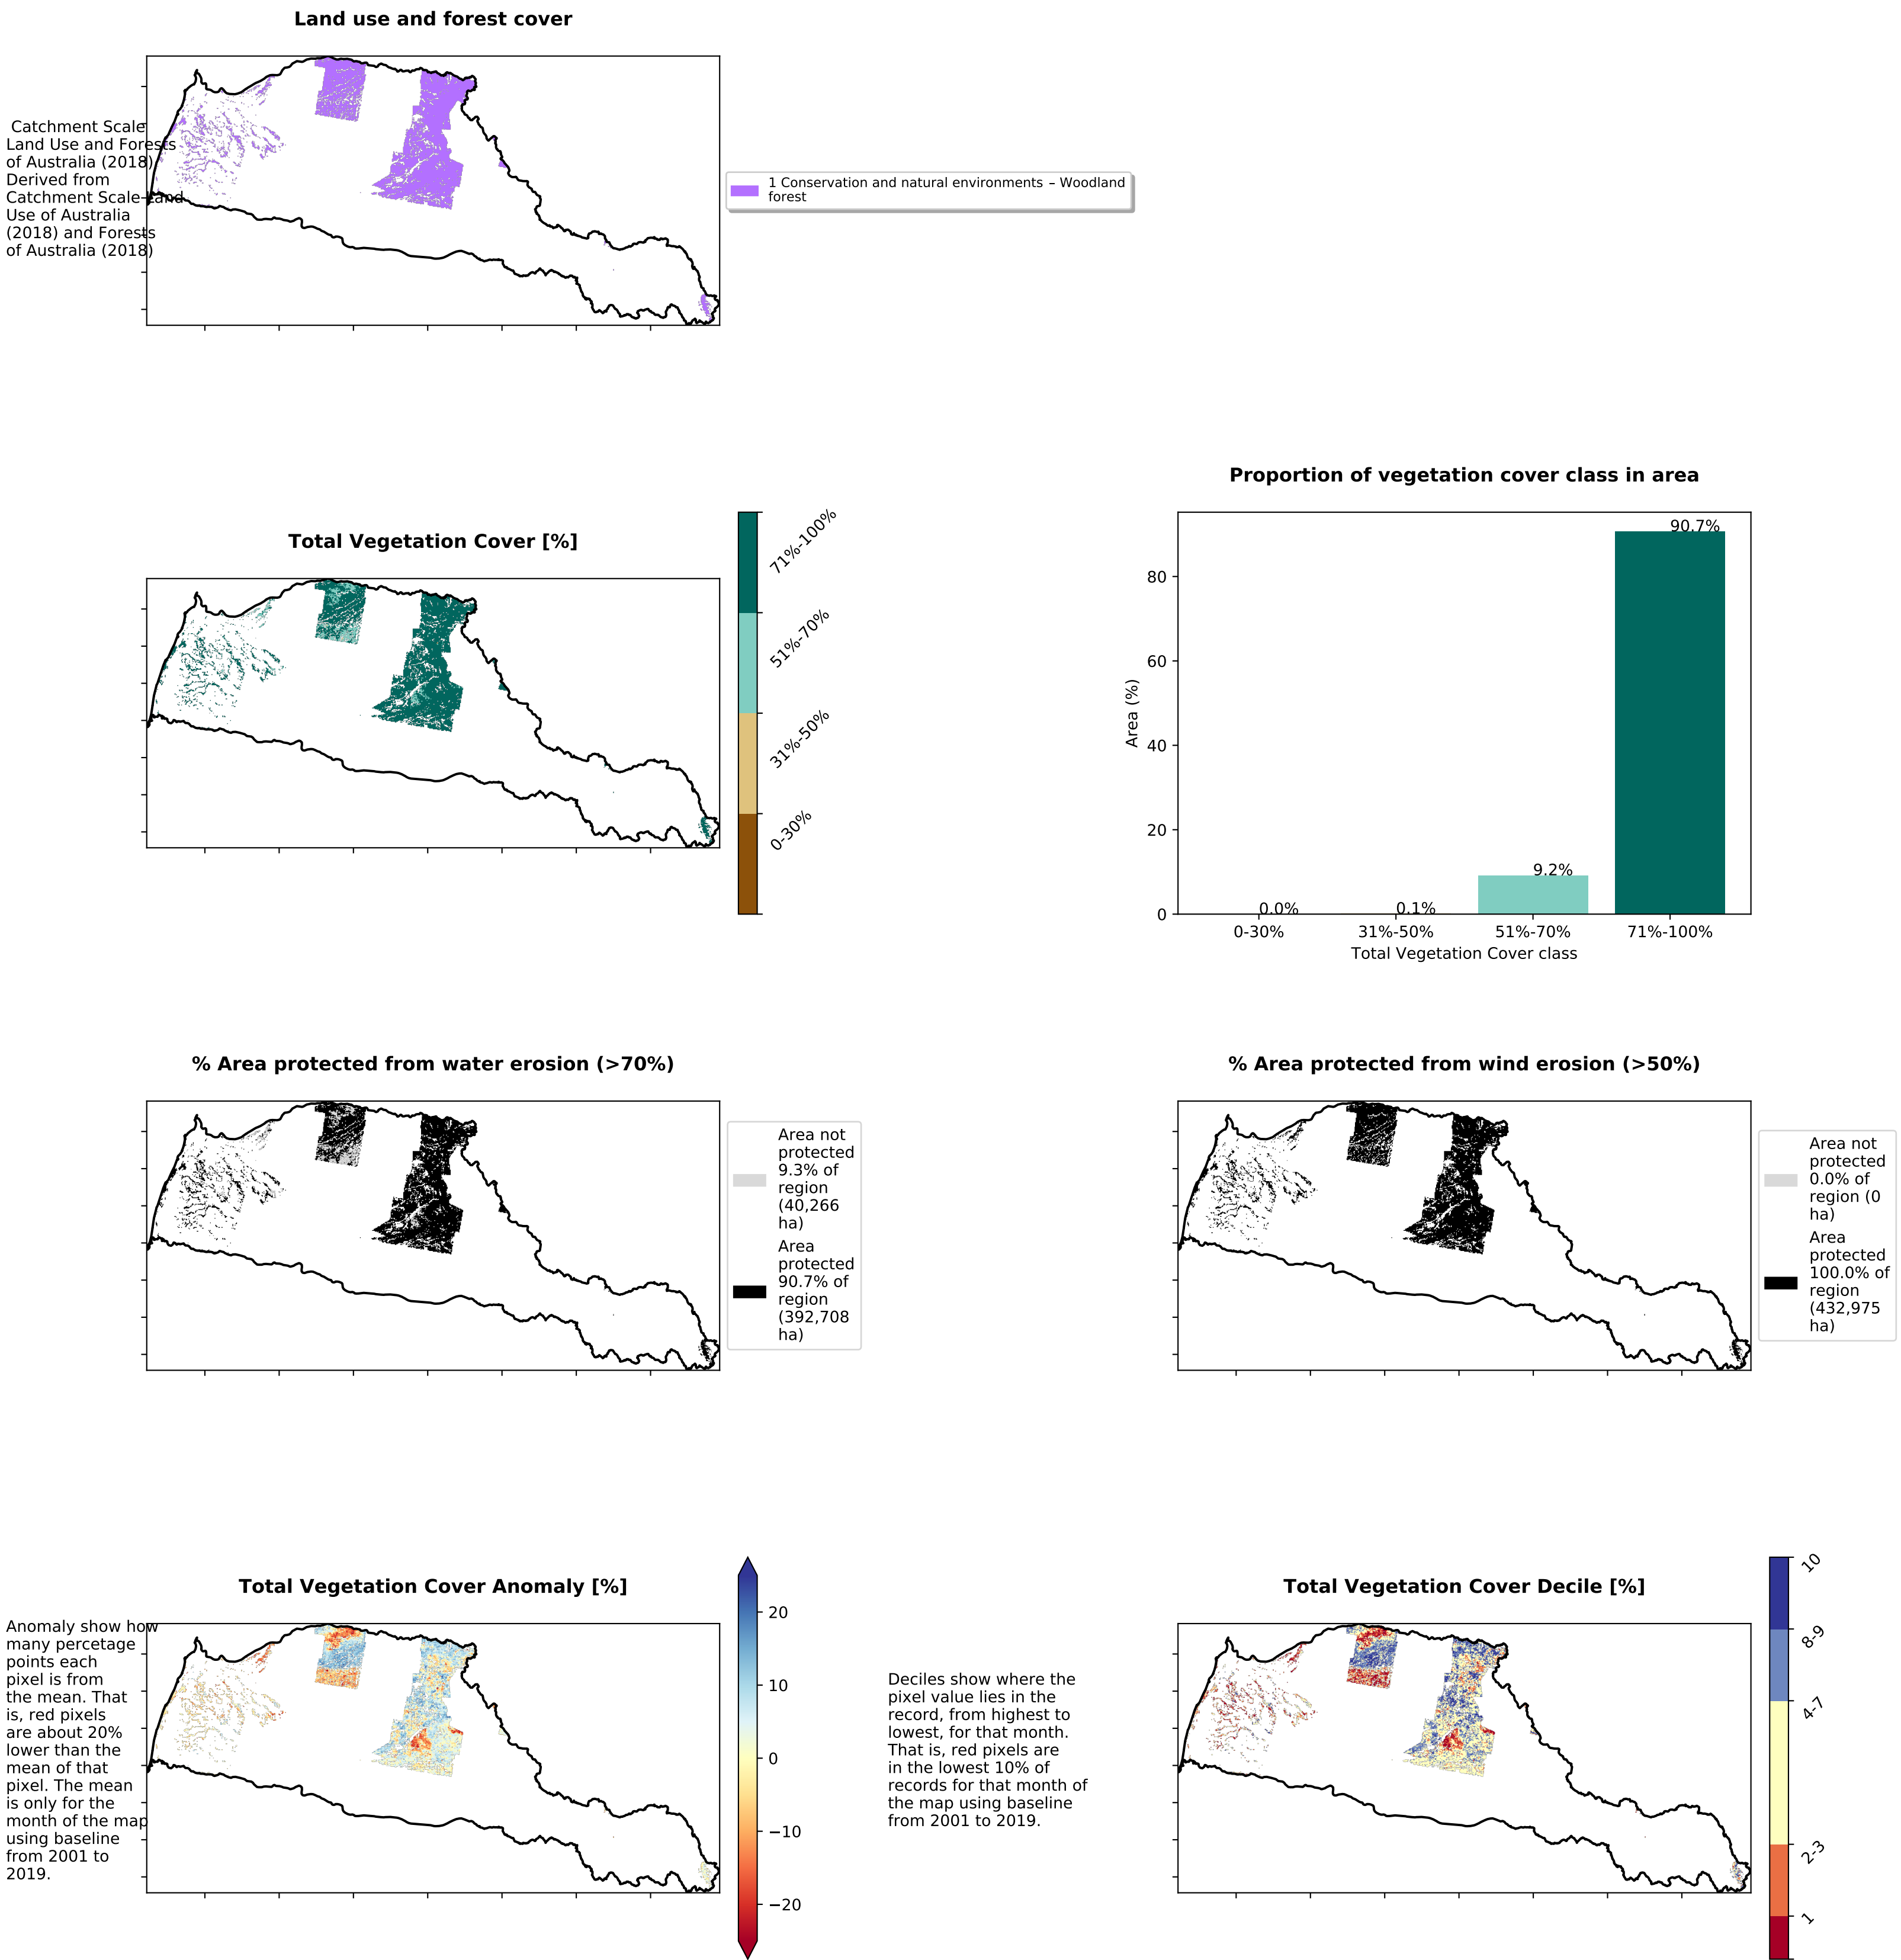 Land use and forest cover
Catchment Scale
Land Use and Forests
of Australia (2018)
Derived from
Catchment Scale Land
Use of Australia
(2018) and Forests
of Australia (2018)
1 Conservation and natural environments – Woodland
forest
Total Vegetation Cover [%]
71%-100%
51%-70%
31%-50%
0-30%
Proportion of vegetation cover class in area
90.7%
9.2%
0.1%
0.0%
80
60
40
20
0
Area (%)
0-30%
31%-50%
51%-70%
71%-100%
Total Vegetation Cover class
% Area protected from water erosion (>70%)
Area not
protected
9.3% of
region
(40,266
ha)
Area
protected
90.7% of
region
(392,708
ha)
% Area protected from wind erosion (>50%)
Area not
protected
0.0% of
region (0
ha)
Area
protected
100.0% of
region
(432,975
ha)
Total Vegetation Cover Anomaly [%]
Anomaly show how
many percetage
points each
pixel is from
the mean. That
is, red pixels
are about 20%
lower than the
mean of that
pixel. The mean
is only for the
month of the map
using baseline
from 2001 to
2019.
20
10
0
−10
−20
Deciles show where the
pixel value lies in the
record, from highest to
lowest, for that month.
That is, red pixels are
in the lowest 10% of
records for that month of
the map using baseline
from 2001 to 2019.
Total Vegetation Cover Decile [%]
10
8-9
4-7
2-3
1